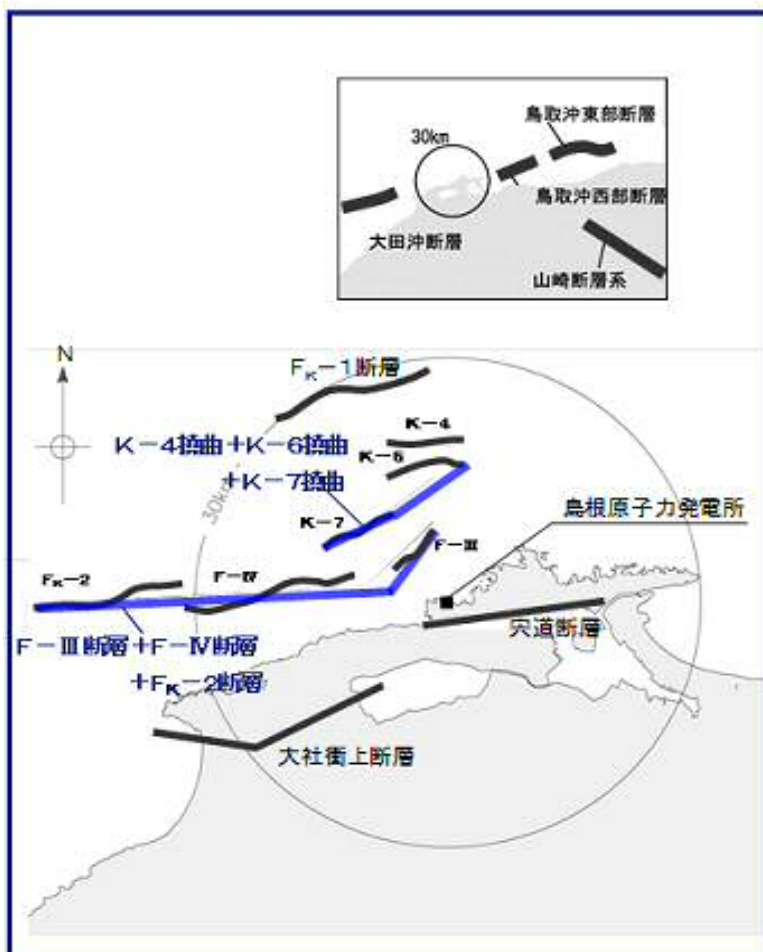 鳥取沖東部断層
30km
鳥取沖西部断層
大田沖断層
山崎断層系
N
FK－1断層
K－4撓曲＋K－6撓曲
＋K－7撓曲
K－4
K－6
K－7
30km
島根原子力発電所
F－Ⅲ
FK－2
F－Ⅳ
F－Ⅲ断層＋F－Ⅳ断層
＋FK－2断層
宍道断層
大社衝上断層